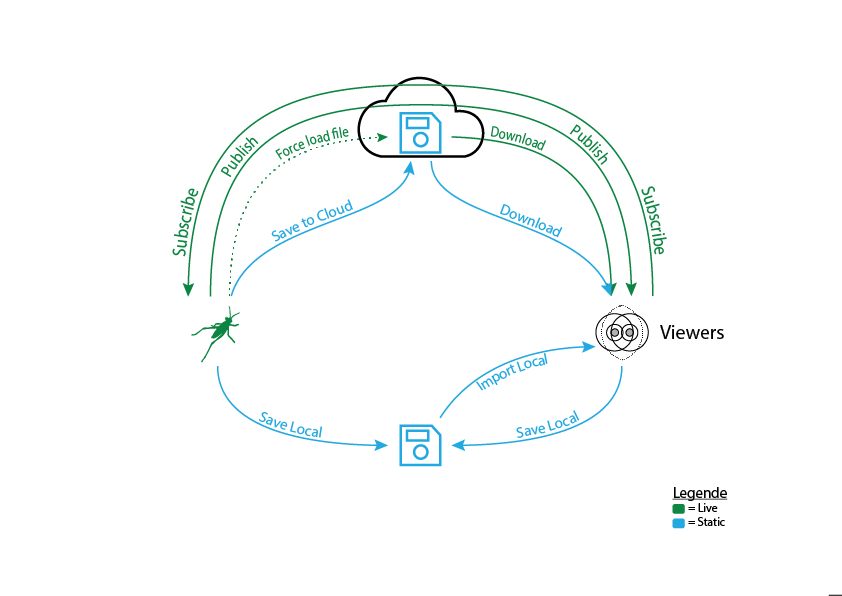 Force load file
Download
Publish
Publish
Subscribe
Subscribe
Save to Cloud
Download
Viewers
Import Local
Save Local
Save Local
Legende
= Live
= Static